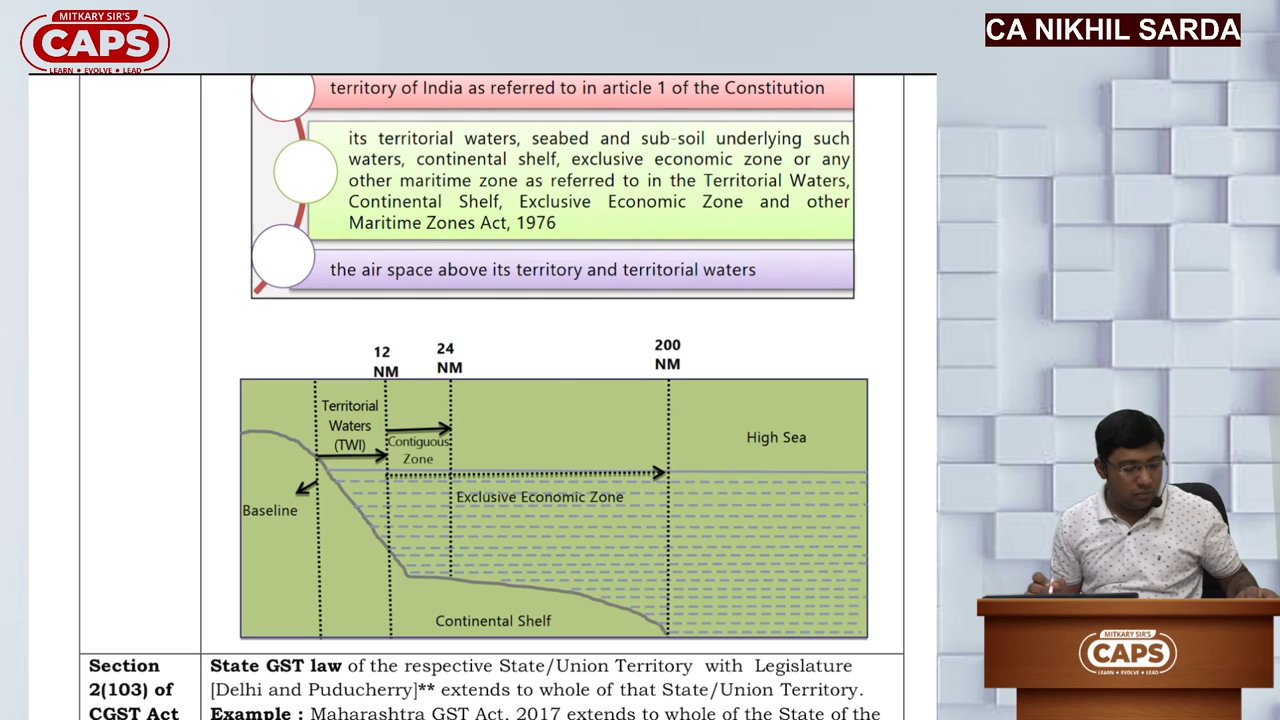 MITKARY SIR'S
CAPS
LEARN • EVOLVE • LEAD
CA NIKHIL SARDA
territory of India as referred to in article 1 of the Constitution
its territorial waters, seabed and sub-soil underlying such
waters, continental shelf, exclusive economic zone or any
other maritime zone as referred to in the Territorial Waters,
Continental Shelf, Exclusive Economic Zone and other
Maritime Zones Act, 1976
the air space above its territory and territorial waters
12
NM
24
NM
200
NM
Territorial
Waters
(TWI)
Contiguous
Zone
High Sea
Exclusive Economic Zone
Baseline
Continental Shelf
Section
2(103) of
CGST Act
State GST law of the respective State/Union Territory with Legislature
[Delhi and Puducherry]** extends to whole of that State/Union Territory.
Example : Maharashtra GST Act, 2017 extends to whole of the State of the
MITKARY SIR'S
CAPS
LEARN • EVOLVE • LEAD